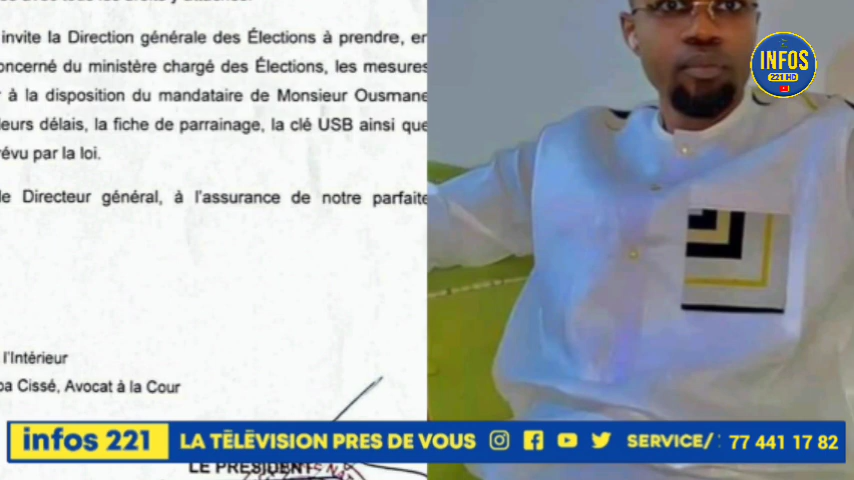 invite la Direction générale des Élections à prendre, en
oncerné du ministère chargé des Élections, les mesures
à la disposition du mandataire de Monsieur Ousmane
leurs délais, la fiche de parrainage, la clé USB ainsi que
révu par la loi.
le Directeur général, à l'assurance de notre parfaite
l'Intérieur
ba Cissé, Avocat à la Cour
INFOS
221 HD
infos 221
LA TÉLÉVISION PRES DE VOUS
SERVICE/
77 441 17 82
LE PRÉSIDENT